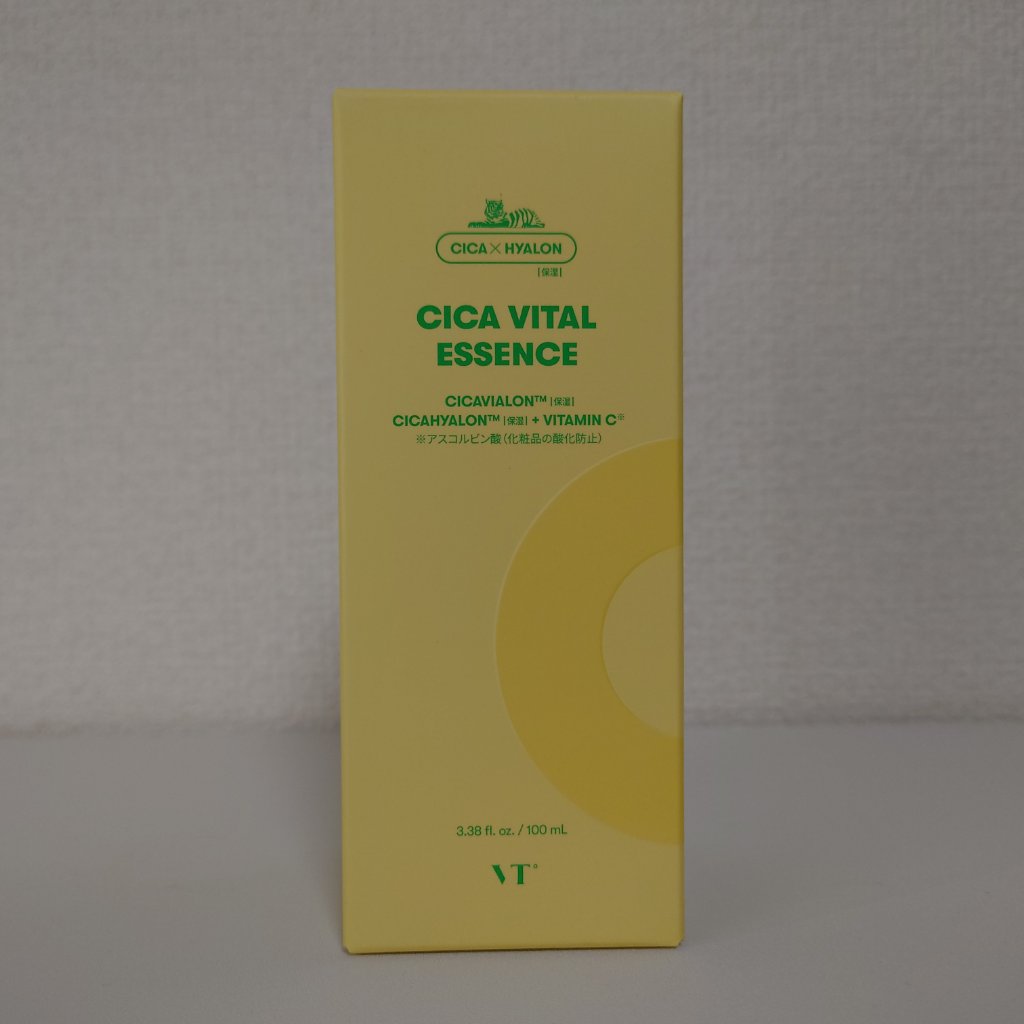 CICA×HYALON
[保湿]
CICA VITAL
ESSENCE
CICAVIALON™ [保湿]
CICAHYALON™ [保湿] + VITAMIN C※
※アスコルビン酸(化粧品の酸化防止)
3.38 fl. oz. / 100 mL
VT°